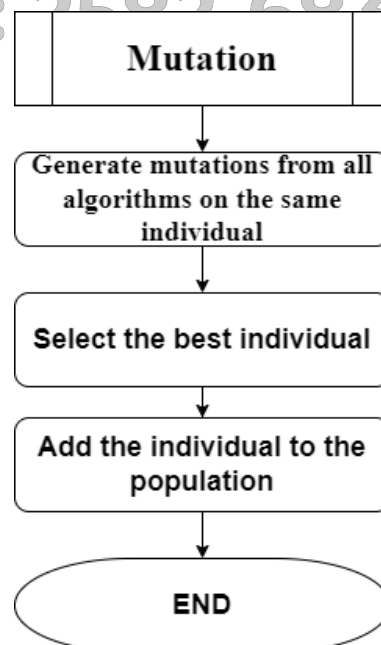 Mutation
Generate mutations from all
algorithms on the same
individual
Select the best individual
Add the individual to the
population
END